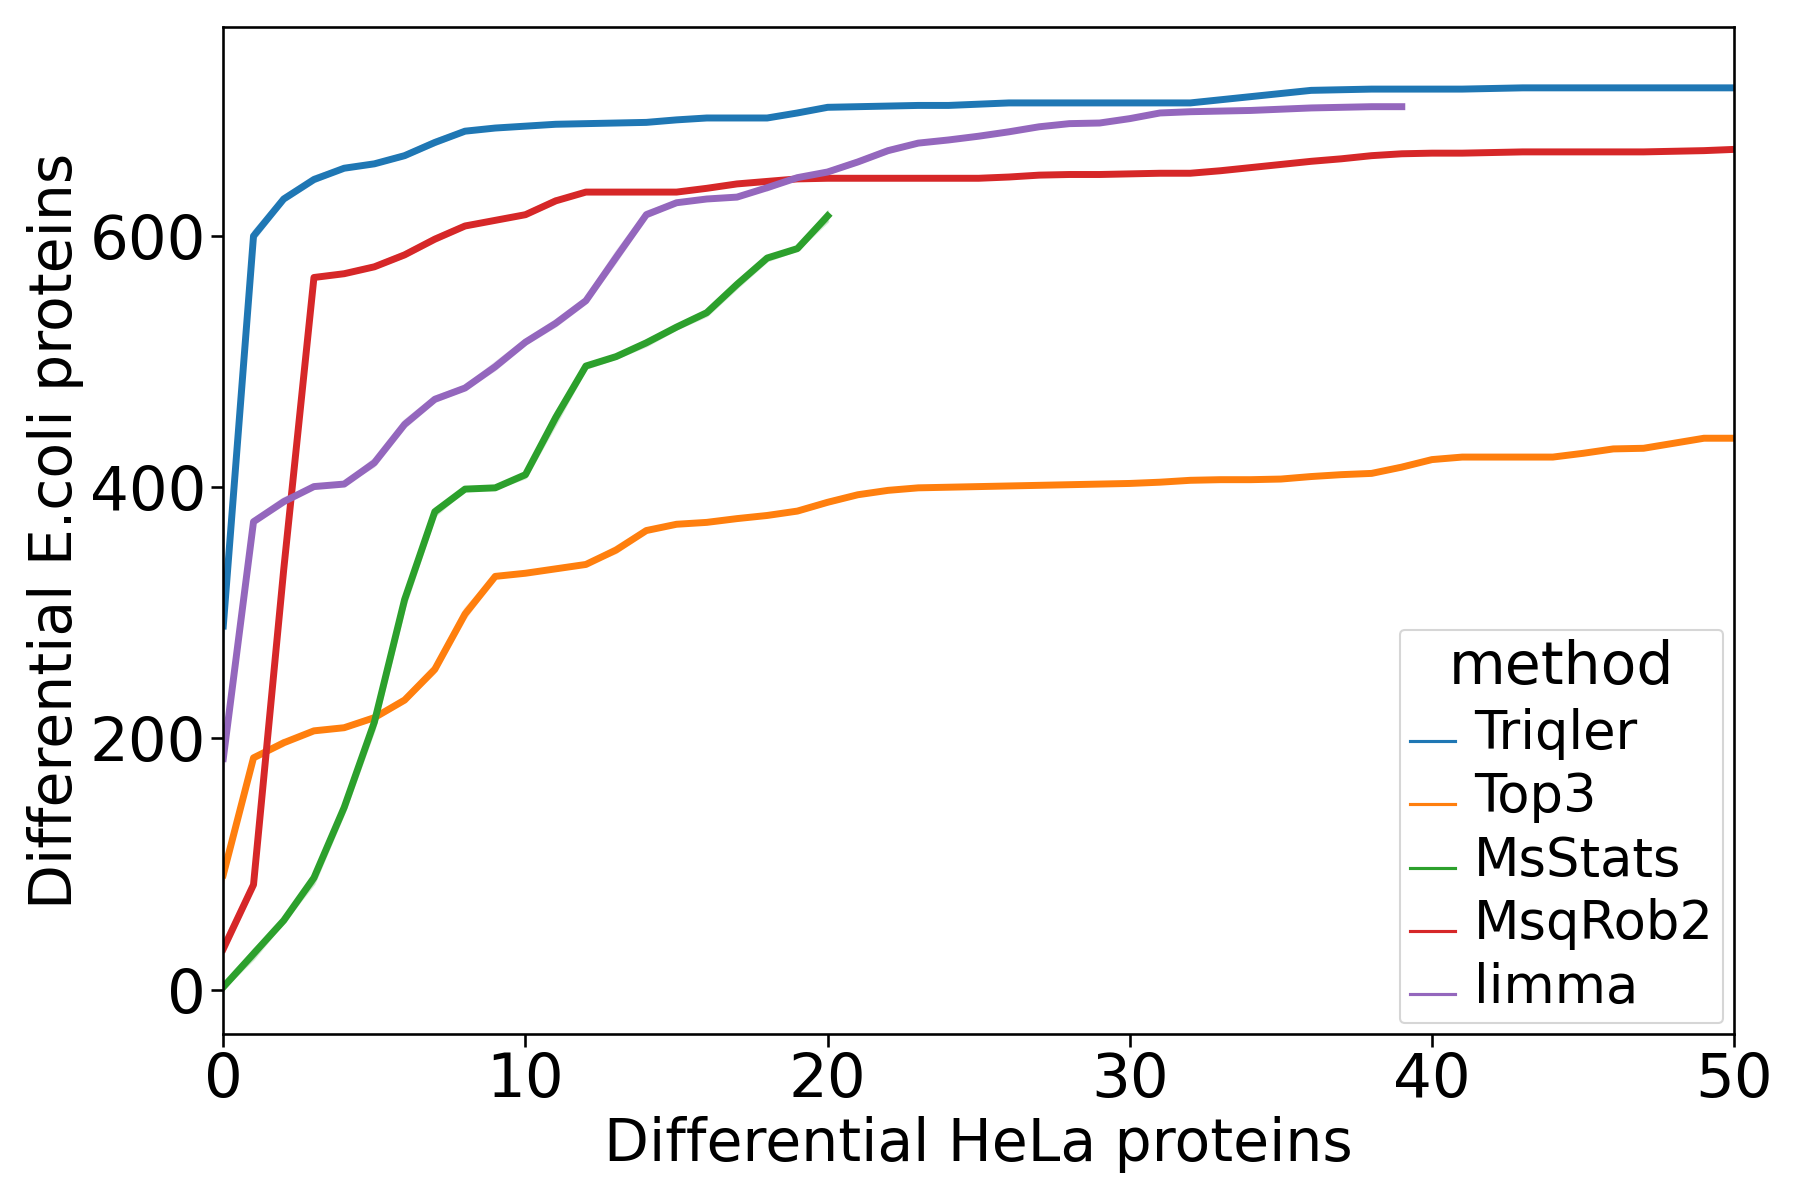 Differential E.coli proteins
600
400
200
0
0 10 20 30 40 50
Differential HeLa proteins
method
Triqler
Top3
MsStats
MsqRob2
limma